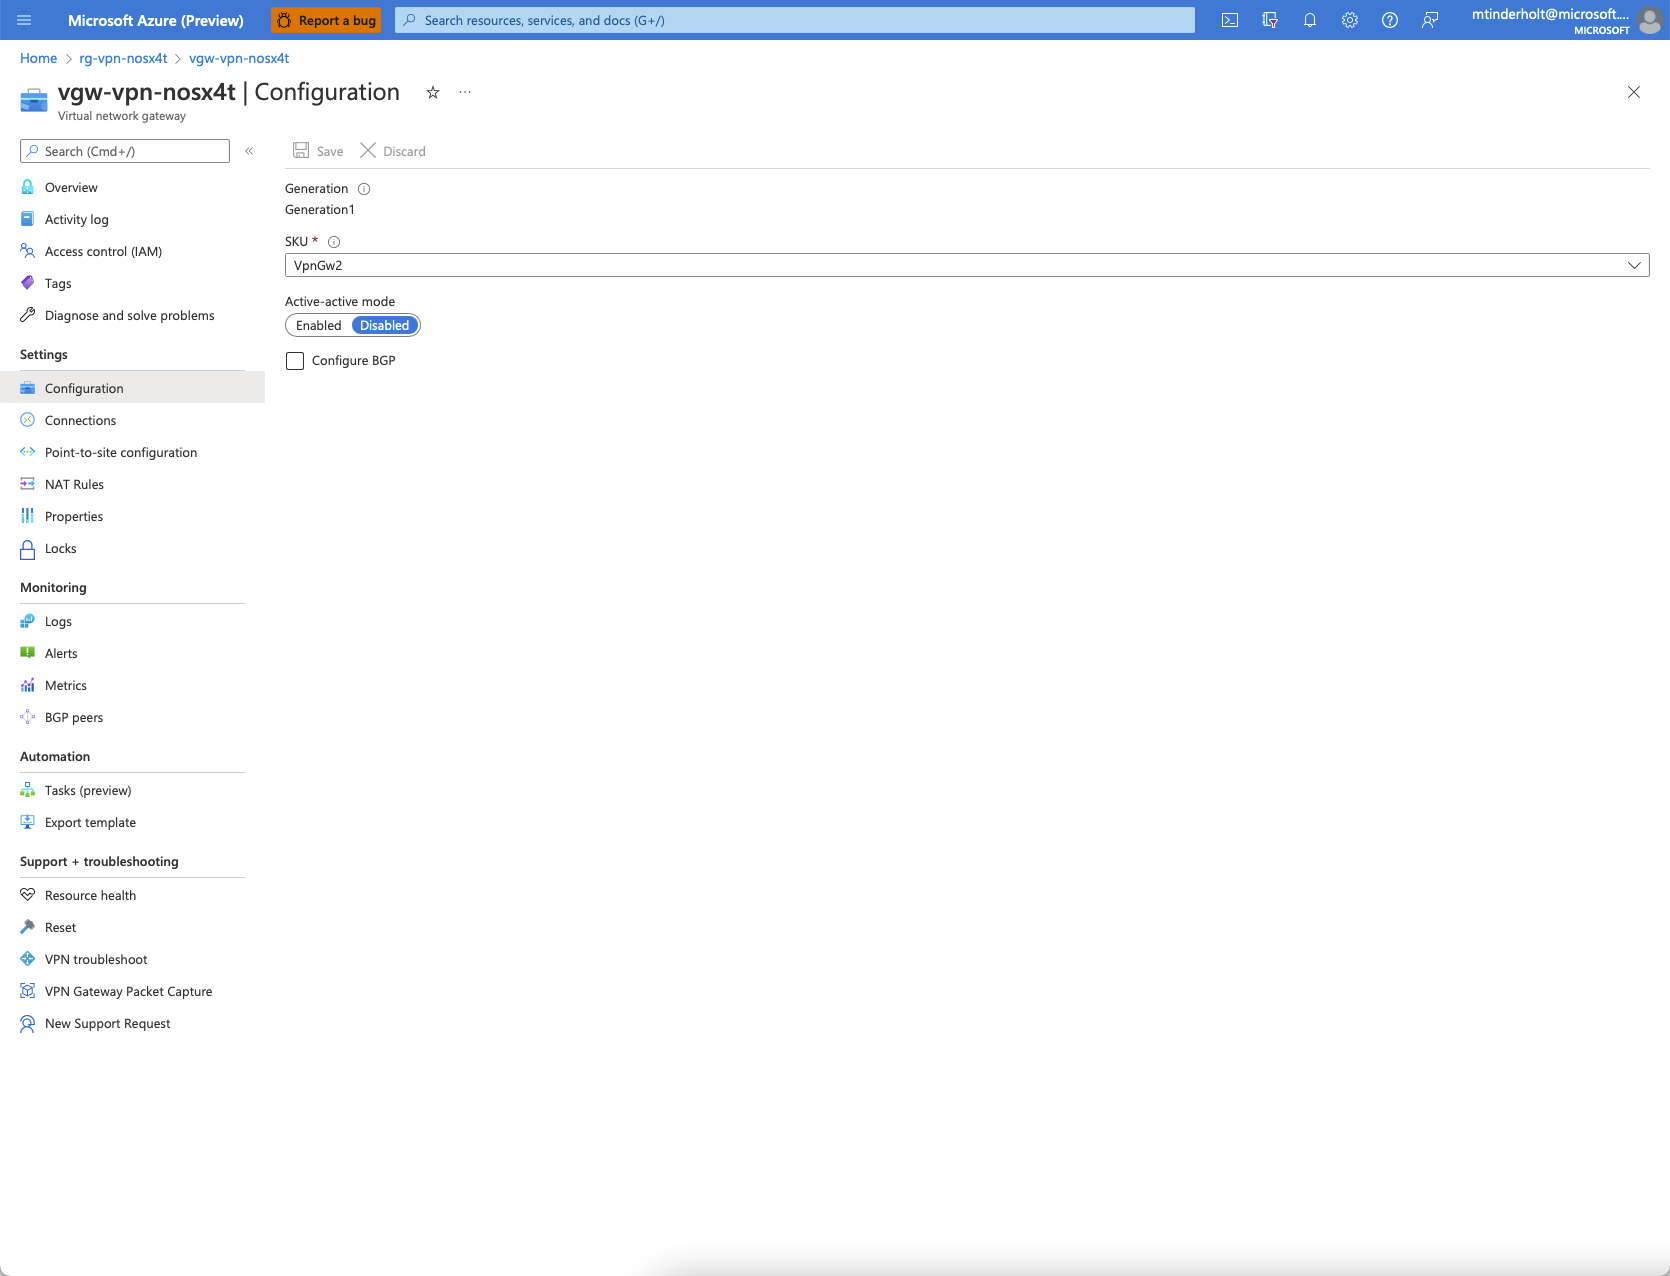 Microsoft Azure (Preview)
Report a bug
Search resources, services, and docs (G+/)
mtinderholt@microsoft....
MICROSOFT
Home > rg-vpn-nosx4t > vgw-vpn-nosx4t
vgw-vpn-nosx4t | Configuration
Virtual network gateway
Search (Cmd+/)
Overview
Activity log
Access control (IAM)
Tags
Diagnose and solve problems
Settings
Configuration
Connections
Point-to-site configuration
NAT Rules
Properties
Locks
Monitoring
Logs
Alerts
Metrics
BGP peers
Automation
Tasks (preview)
Export template
Support + troubleshooting
Resource health
Reset
VPN troubleshoot
VPN Gateway Packet Capture
New Support Request
Save
Discard
Generation
Generation1
SKU *
VpnGw2
Active-active mode
Enabled Disabled
Configure BGP